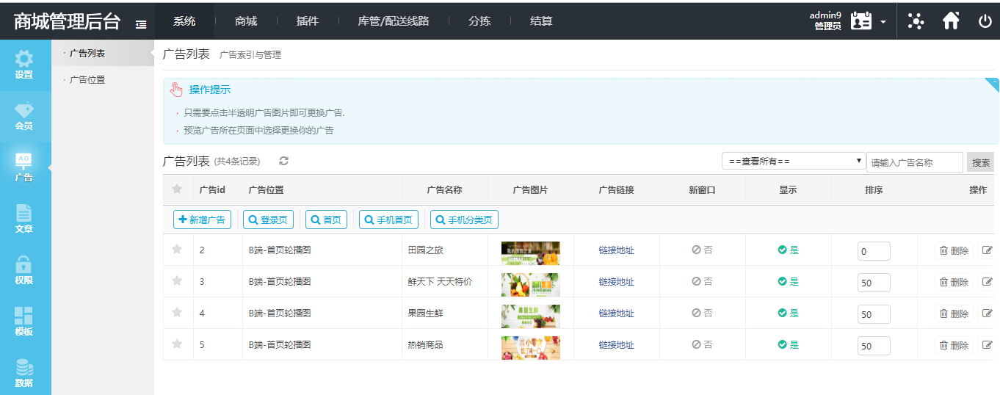 商城管理后台 系统 商城 插件 库管/配送线路 分拣 结算 admin9
管理员
设置
会员
AD
广告
文章
权限
模板
数据
· 广告列表
· 广告位置
广告列表 广告索引与管理
操作提示
只需要点击半透明广告图片即可更换广告.
预览广告所在页面中选择更换你的广告
广告列表 (共4条记录) ==查看所有== 请输入广告名称 搜索
广告id 广告位置 广告名称 广告图片 广告链接 新窗口 显示 排序 操作
新增广告 登录页 首页 手机首页 手机分类页
2 B端-首页轮播图 田园之旅 我的田园之旅 链接地址 否 是 0 删除
3 B端-首页轮播图 鲜天下 天天特价 链接地址 否 是 50 删除
4 B端-首页轮播图 果园生鲜 果园生鲜 链接地址 否 是 50 删除
5 B端-首页轮播图 热销商品 链接地址 否 是 50 删除